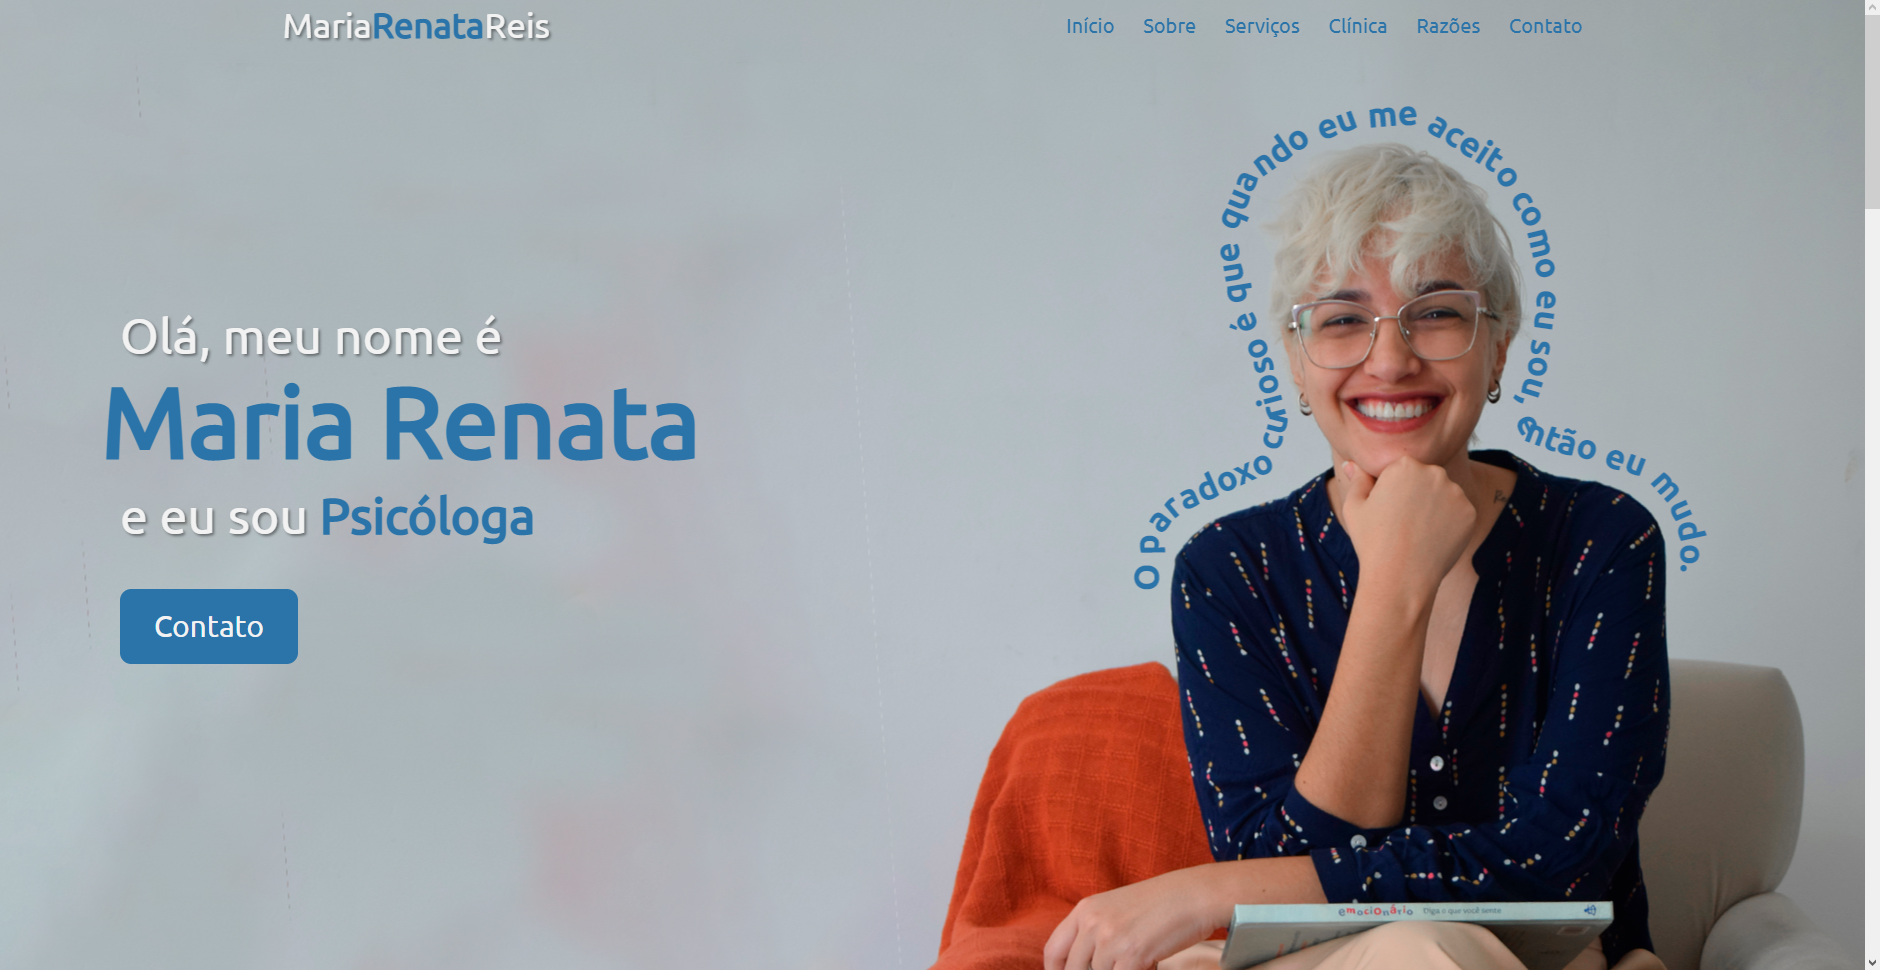 MariaRenataReis
Início Sobre Serviços Clínica Razões Contato
O paradoxo curioso é que quando eu me aceito como eu sou, então eu mudo.
Olá, meu nome é
Maria Renata
e eu sou Psicóloga
Contato
emocionário Diga o que você sente